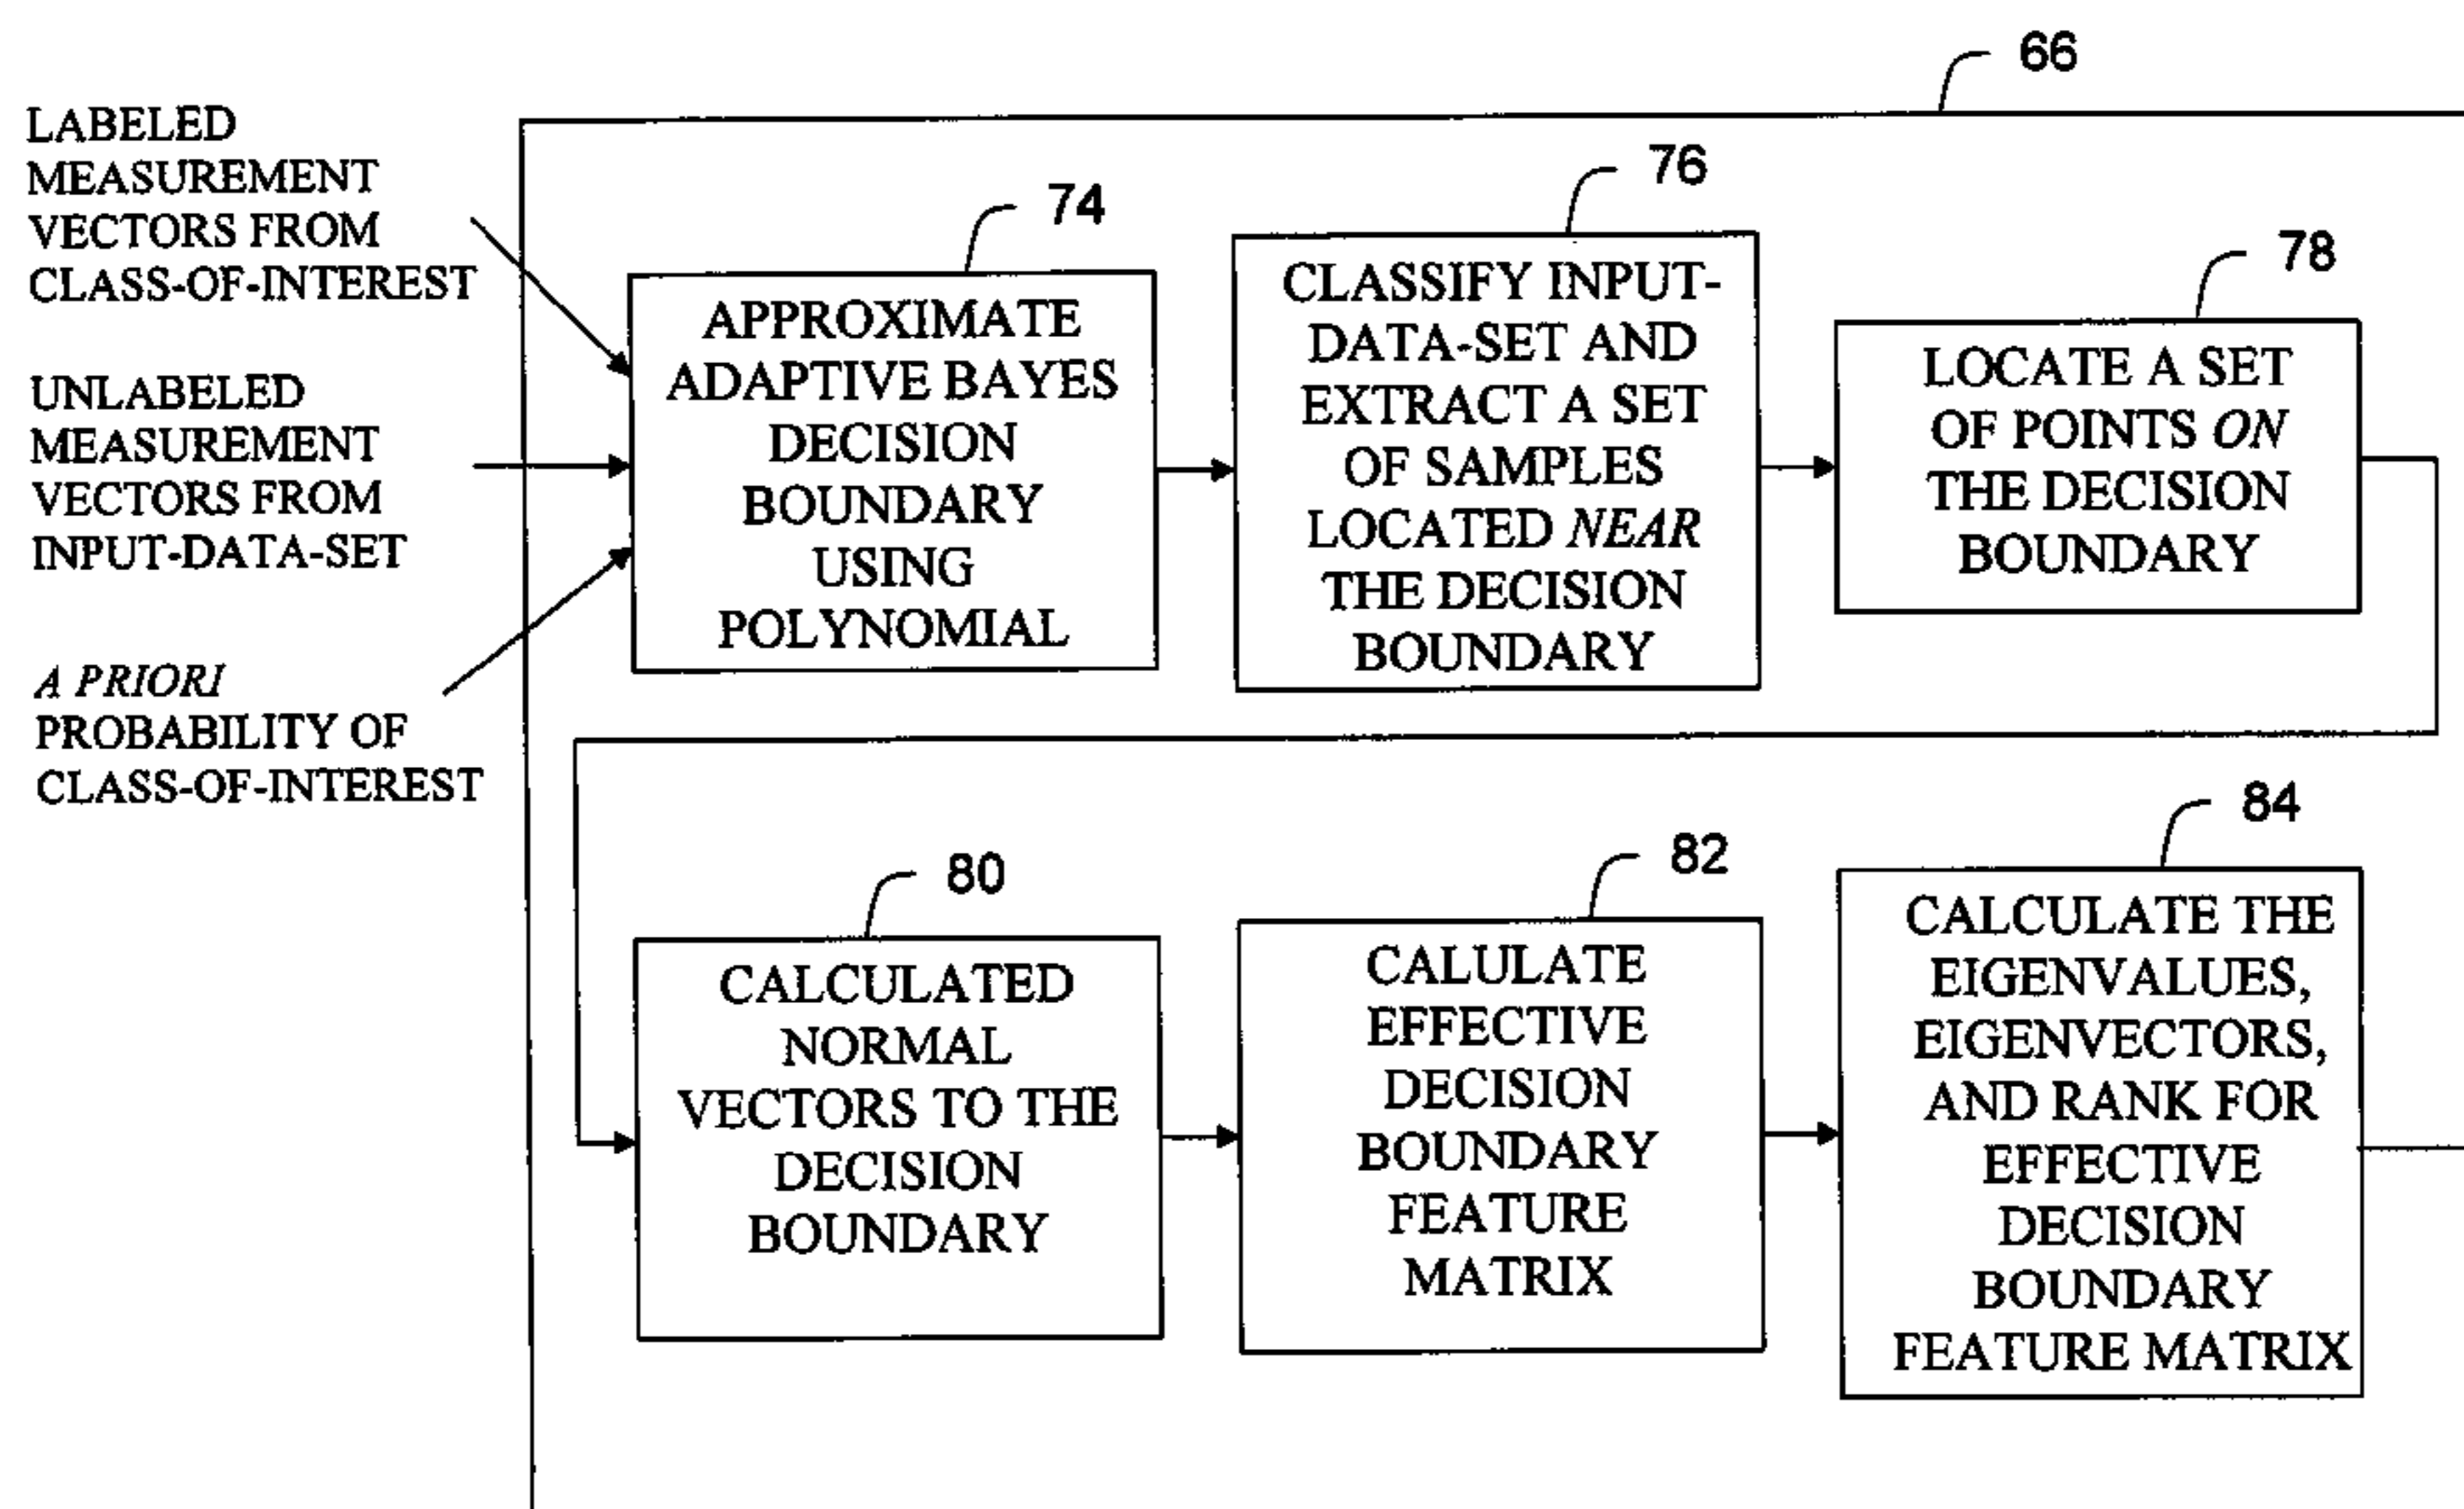 66
LABELED
MEASUREMENT
VECTORS FROM
CLASS-OF-INTEREST
UNLABELED
MEASUREMENT
VECTORS FROM
INPUT-DATA-SET
A PRIORI
PROBABILITY OF
CLASS-OF-INTEREST
74
APPROXIMATE
ADAPTIVE BAYES
DECISION
BOUNDARY
USING
POLYNOMIAL
76
CLASSIFY INPUT-
DATA-SET AND
EXTRACT A SET
OF SAMPLES
LOCATED NEAR
THE DECISION
BOUNDARY
78
LOCATE A SET
OF POINTS ON
THE DECISION
BOUNDARY
80
CALCULATED
NORMAL
VECTORS TO THE
DECISION
BOUNDARY
82
CALULATE
EFFECTIVE
DECISION
BOUNDARY
FEATURE
MATRIX
84
CALCULATE THE
EIGENVALUES,
EIGENVECTORS,
AND RANK FOR
EFFECTIVE
DECISION
BOUNDARY
FEATURE MATRIX